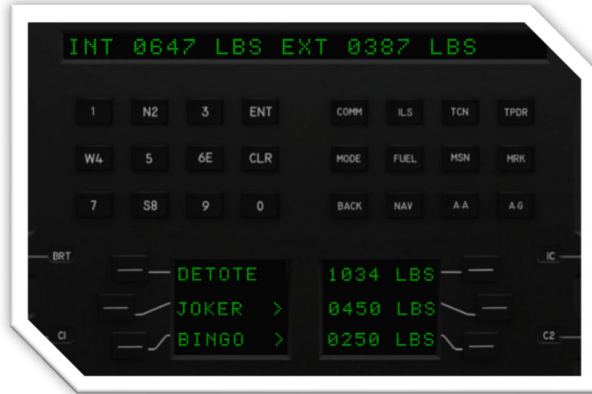 INT 0647 LBS EXT 0387 LBS
1 N2 3 ENT COMM ILS TCN TPDR
W4 5 6E CLR MODE FUEL MSN MRK
7 S8 9 0 BACK NAV A-A A-G
BRT IC
DETOTE 1034 LBS
JOKER > 0450 LBS
CI C2
BINGO > 0250 LBS